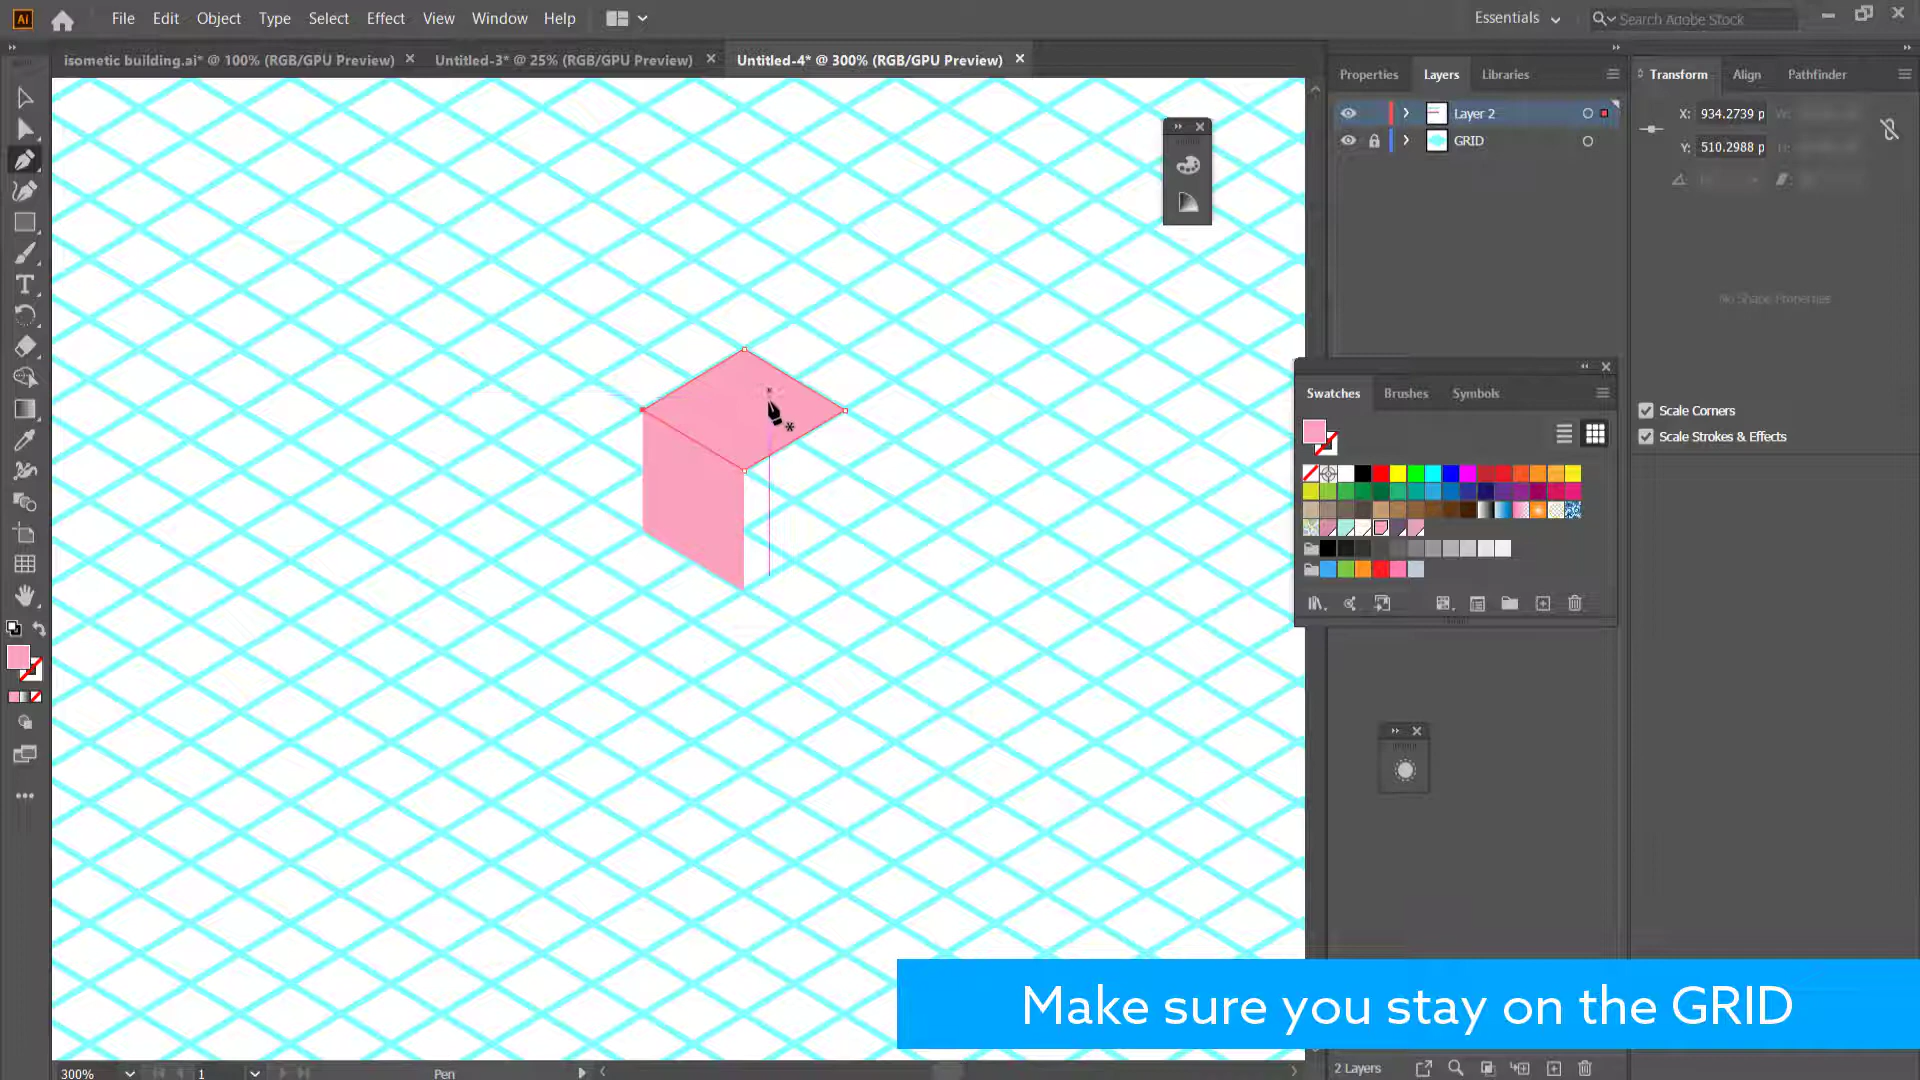 Ai
File Edit Object Type Select Effect View Window Help
Essentials
Search Adobe Stock
isometic building.ai* @ 100% (RGB/GPU Preview)
Untitled-3* @ 25% (RGB/GPU Preview)
Untitled-4* @ 300% (RGB/GPU Preview)
Properties Layers Libraries
Layer 2
GRID
Transform Align Pathfinder
X: 934.2739 p
Y: 510.2988 p
No Shape Properties
Scale Corners
Scale Strokes & Effects
Swatches Brushes Symbols
Make sure you stay on the GRID
300% 1 Pen
2 Layers